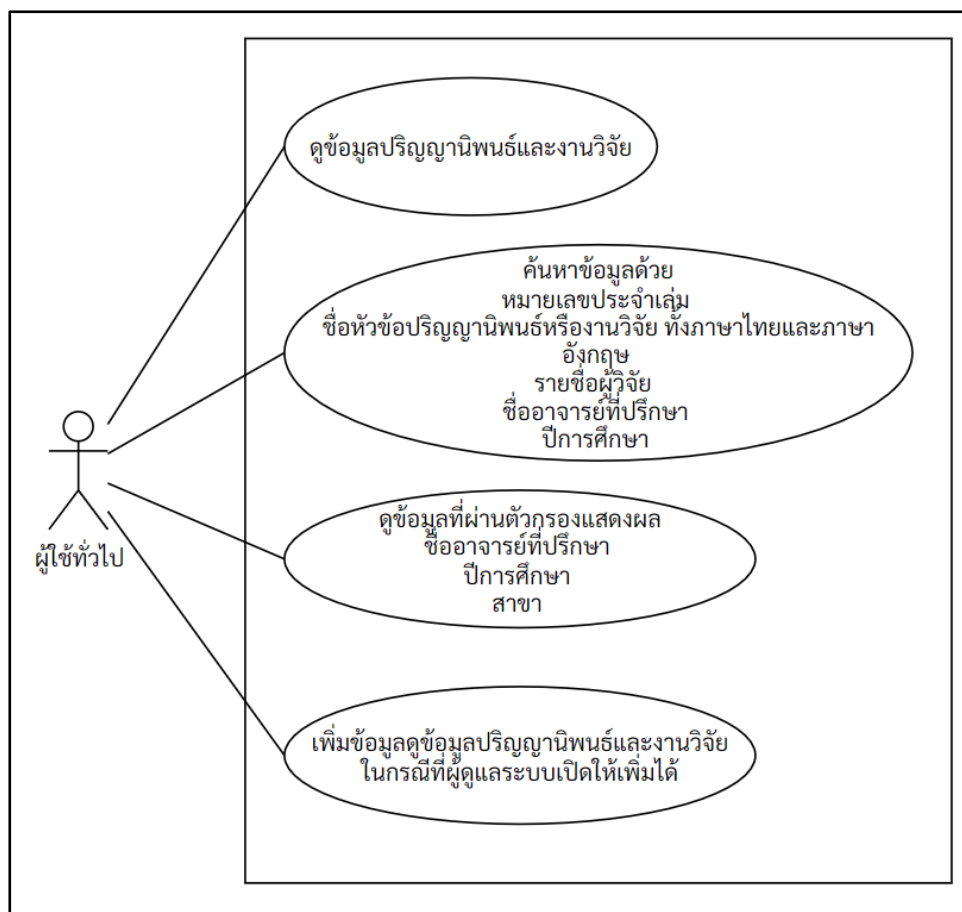 ดูข้อมูลปริญญานิพนธ์และงานวิจัย
ค้นหาข้อมูลด้วย
หมายเลขประจำเล่ม
ชื่อหัวข้อปริญญานิพนธ์หรืองานวิจัย ทั้งภาษาไทยและภาษา
อังกฤษ
รายชื่อผู้วิจัย
ชื่ออาจารย์ที่ปรึกษา
ปีการศึกษา
ผู้ใช้ทั่วไป
ดูข้อมูลที่ผ่านตัวกรองแสดงผล
ชื่ออาจารย์ที่ปรึกษา
ปีการศึกษา
สาขา
เพิ่มข้อมูลดูข้อมูลปริญญานิพนธ์และงานวิจัย
ในกรณีที่ผู้ดูแลระบบเปิดให้เพิ่มได้